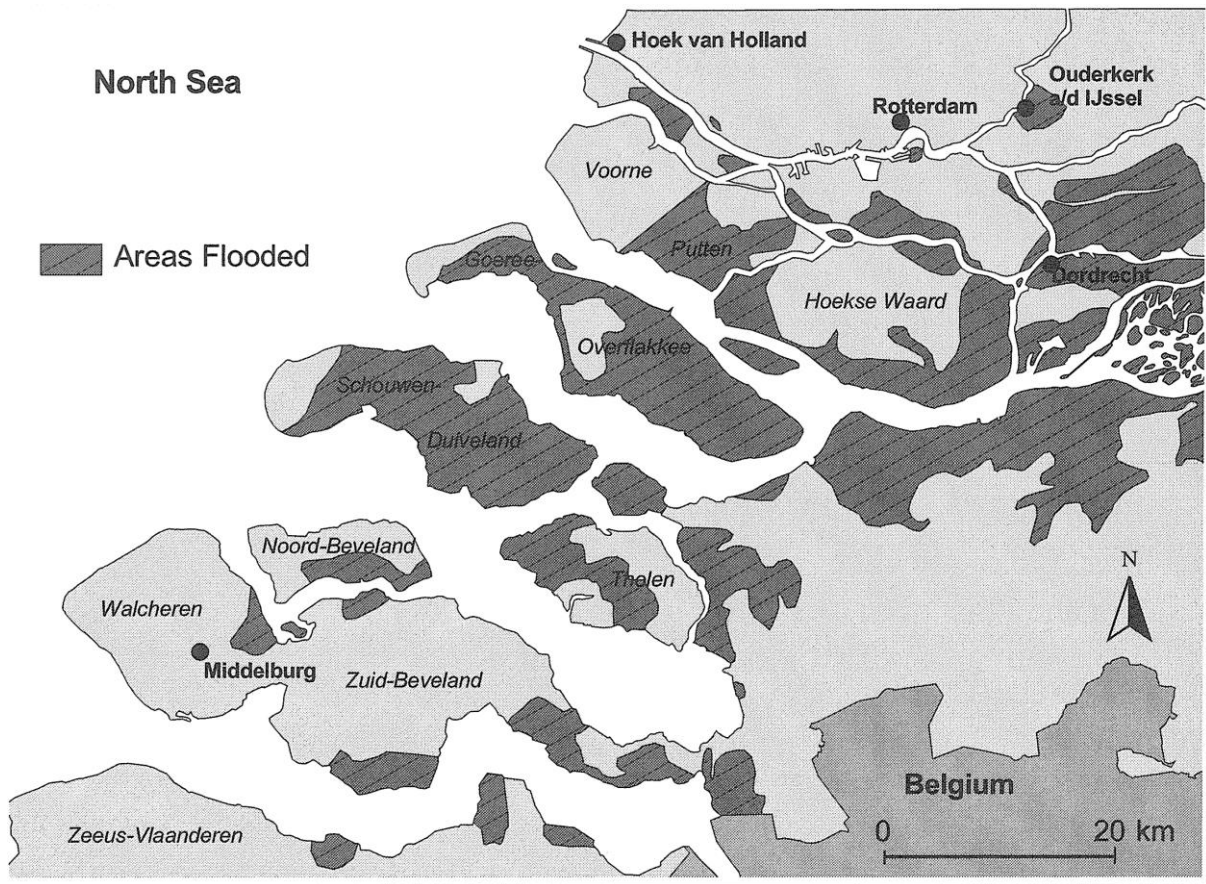 Hoek van Holland
North Sea
Ouderkerk
a/d IJssel
Rotterdam
Voorne
Areas Flooded
Goeree-
Putten
Dordrecht
Hoekse Waard
Overflakkee
Schouwen-
Duiveland
Noord-Beveland
Tholen
N
Walcheren
Middelburg
Zuid-Beveland
Belgium
Zeeus-Vlaanderen
0 20 km